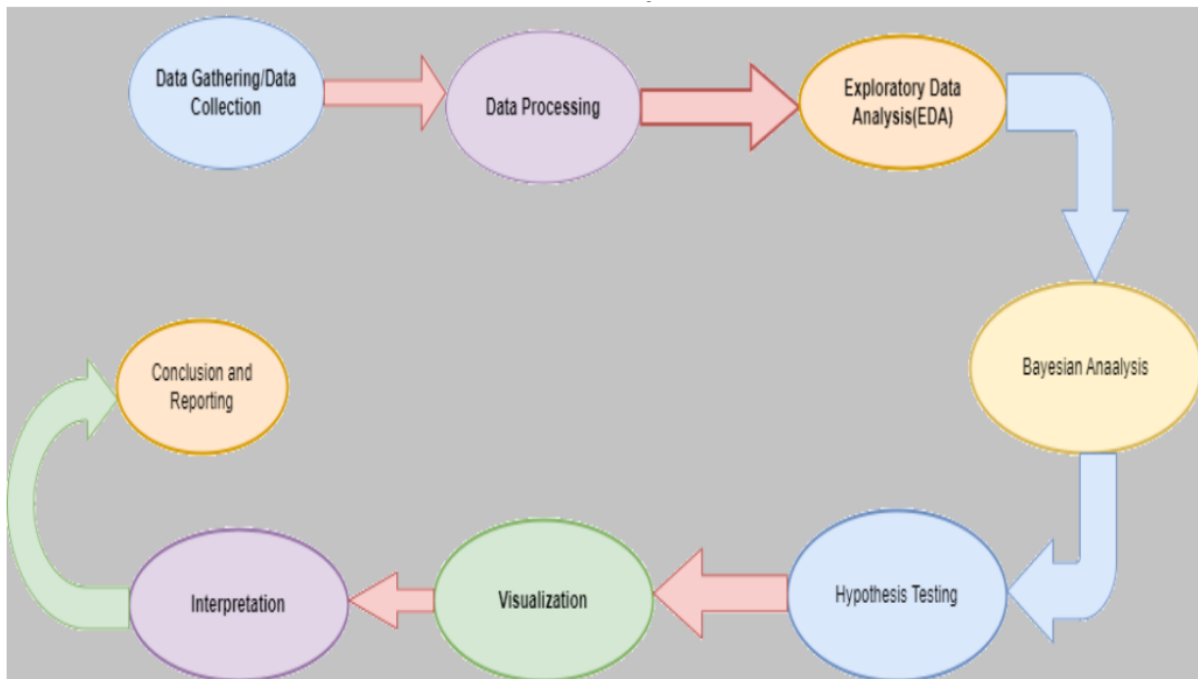 Data Gathering/Data
Collection
Data Processing
Exploratory Data
Analysis(EDA)
Bayesian Anaalysis
Hypothesis Testing
Visualization
Interpretation
Conclusion and
Reporting